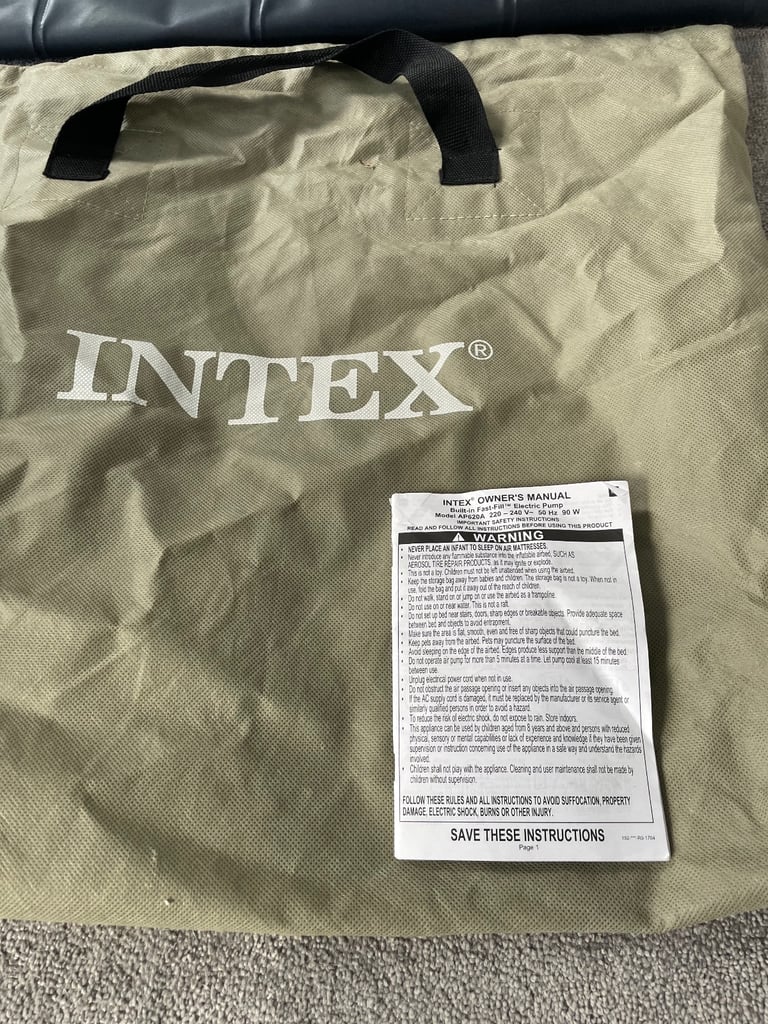 INTEX®
INTEX® OWNER'S MANUAL
Built-in Fast-Fill™ Electric Pump
Model AP620A 220 – 240 V~ 50 Hz 90 W
IMPORTANT SAFETY INSTRUCTIONS
READ AND FOLLOW ALL INSTRUCTIONS BEFORE USING THIS PRODUCT
WARNING
• NEVER PLACE AN INFANT TO SLEEP ON AIR MATTRESSES.
• Never introduce any flammable substance into the inflatable airbed, SUCH AS
AEROSOL TIRE REPAIR PRODUCTS, as it may ignite or explode.
• This is not a toy. Children must not be left unattended when using the airbed.
• Keep the storage bag away from babies and children. The storage bag is not a toy. When not in
use, fold the bag and put it away out of the reach of children.
• Do not walk, stand on or jump on or use the airbed as a trampoline.
• Do not use on or near water. This is not a raft.
• Do not set up bed near stairs, doors, sharp edges or breakable objects. Provide adequate space
between bed and objects to avoid entrapment.
• Make sure the area is flat, smooth, even and free of sharp objects that could puncture the bed.
• Keep pets away from the airbed. Pets may puncture the surface of the bed.
• Avoid sleeping on the edge of the airbed. Edges produce less support than the middle of the bed.
• Do not operate air pump for more than 5 minutes at a time. Let pump cool at least 15 minutes
between use.
• Unplug electrical power cord when not in use.
• Do not obstruct the air passage opening or insert any objects into the air passage opening.
• If the AC supply cord is damaged, it must be replaced by the manufacturer or its service agent or
similarly qualified persons in order to avoid a hazard.
• To reduce the risk of electric shock, do not expose to rain. Store indoors.
• This appliance can be used by children aged from 8 years and above and persons with reduced
physical, sensory or mental capabilities or lack of experience and knowledge if they have been given
supervision or instruction concerning use of the appliance in a safe way and understand the hazards
involved.
• Children shall not play with the appliance. Cleaning and user maintenance shall not be made by
children without supervision.
FOLLOW THESE RULES AND ALL INSTRUCTIONS TO AVOID SUFFOCATION, PROPERTY
DAMAGE, ELECTRIC SHOCK, BURNS OR OTHER INJURY.
SAVE THESE INSTRUCTIONS
Page 1